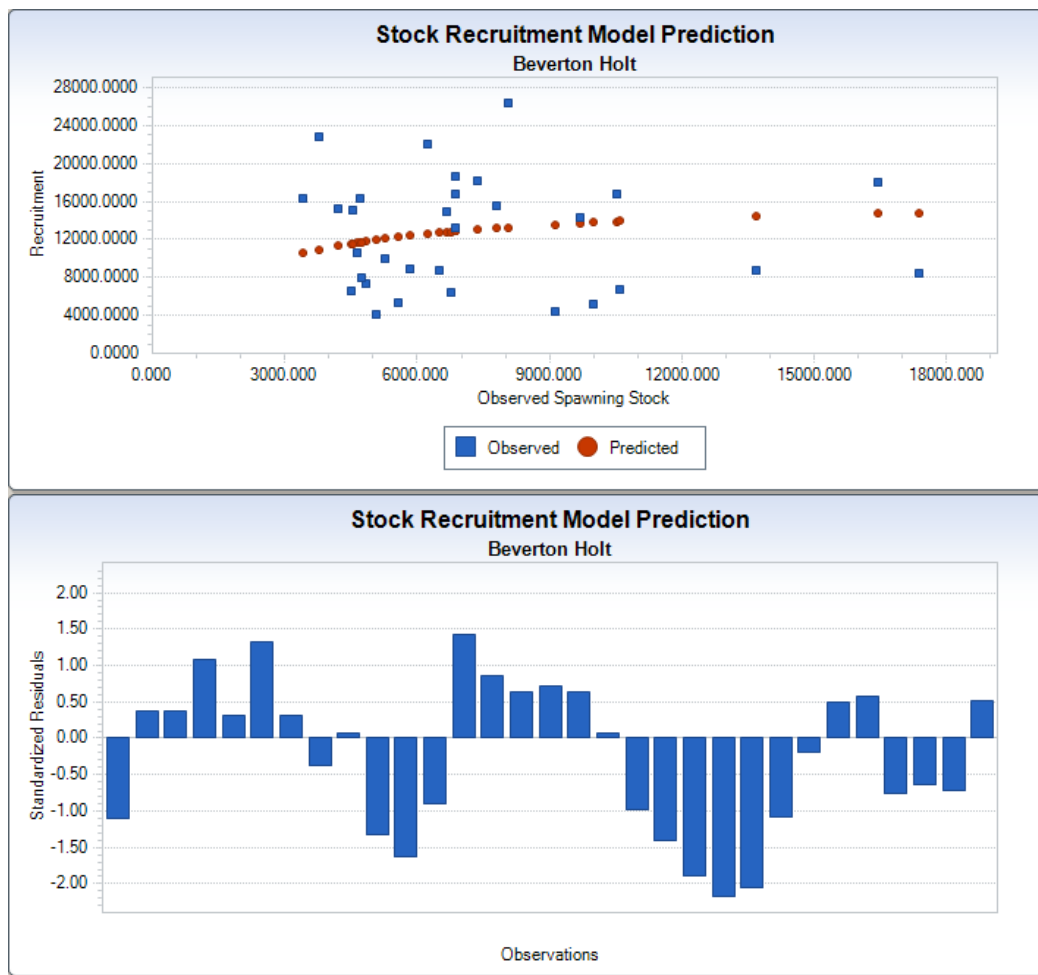 Stock Recruitment Model Prediction
Beverton Holt
28000.0000
24000.0000
20000.0000
16000.0000
12000.0000
8000.0000
4000.0000
0.0000
Recruitment
0.000 3000.000 6000.000 9000.000 12000.000 15000.000 18000.000
Observed Spawning Stock
Observed Predicted
Stock Recruitment Model Prediction
Beverton Holt
2.00
1.50
1.00
0.50
0.00
-0.50
-1.00
-1.50
-2.00
Standardized Residuals
Observations